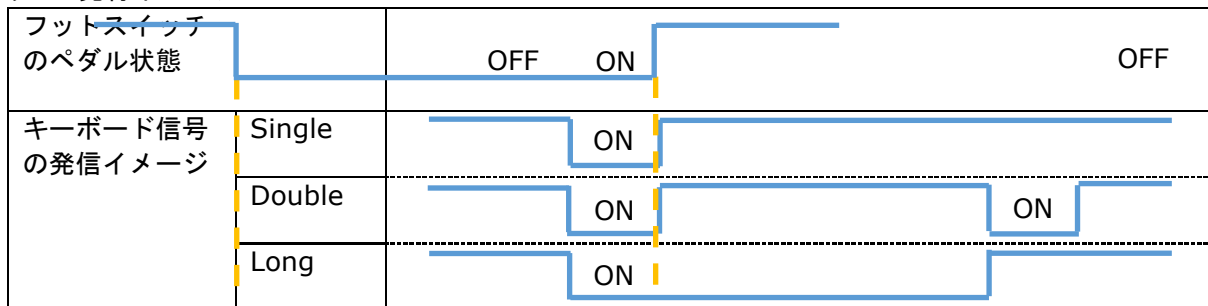 フットスイッチ
のペダル状態
OFF ON OFF
キーボード信号
の発信イメージ
Single
ON
Double
ON ON
Long
ON